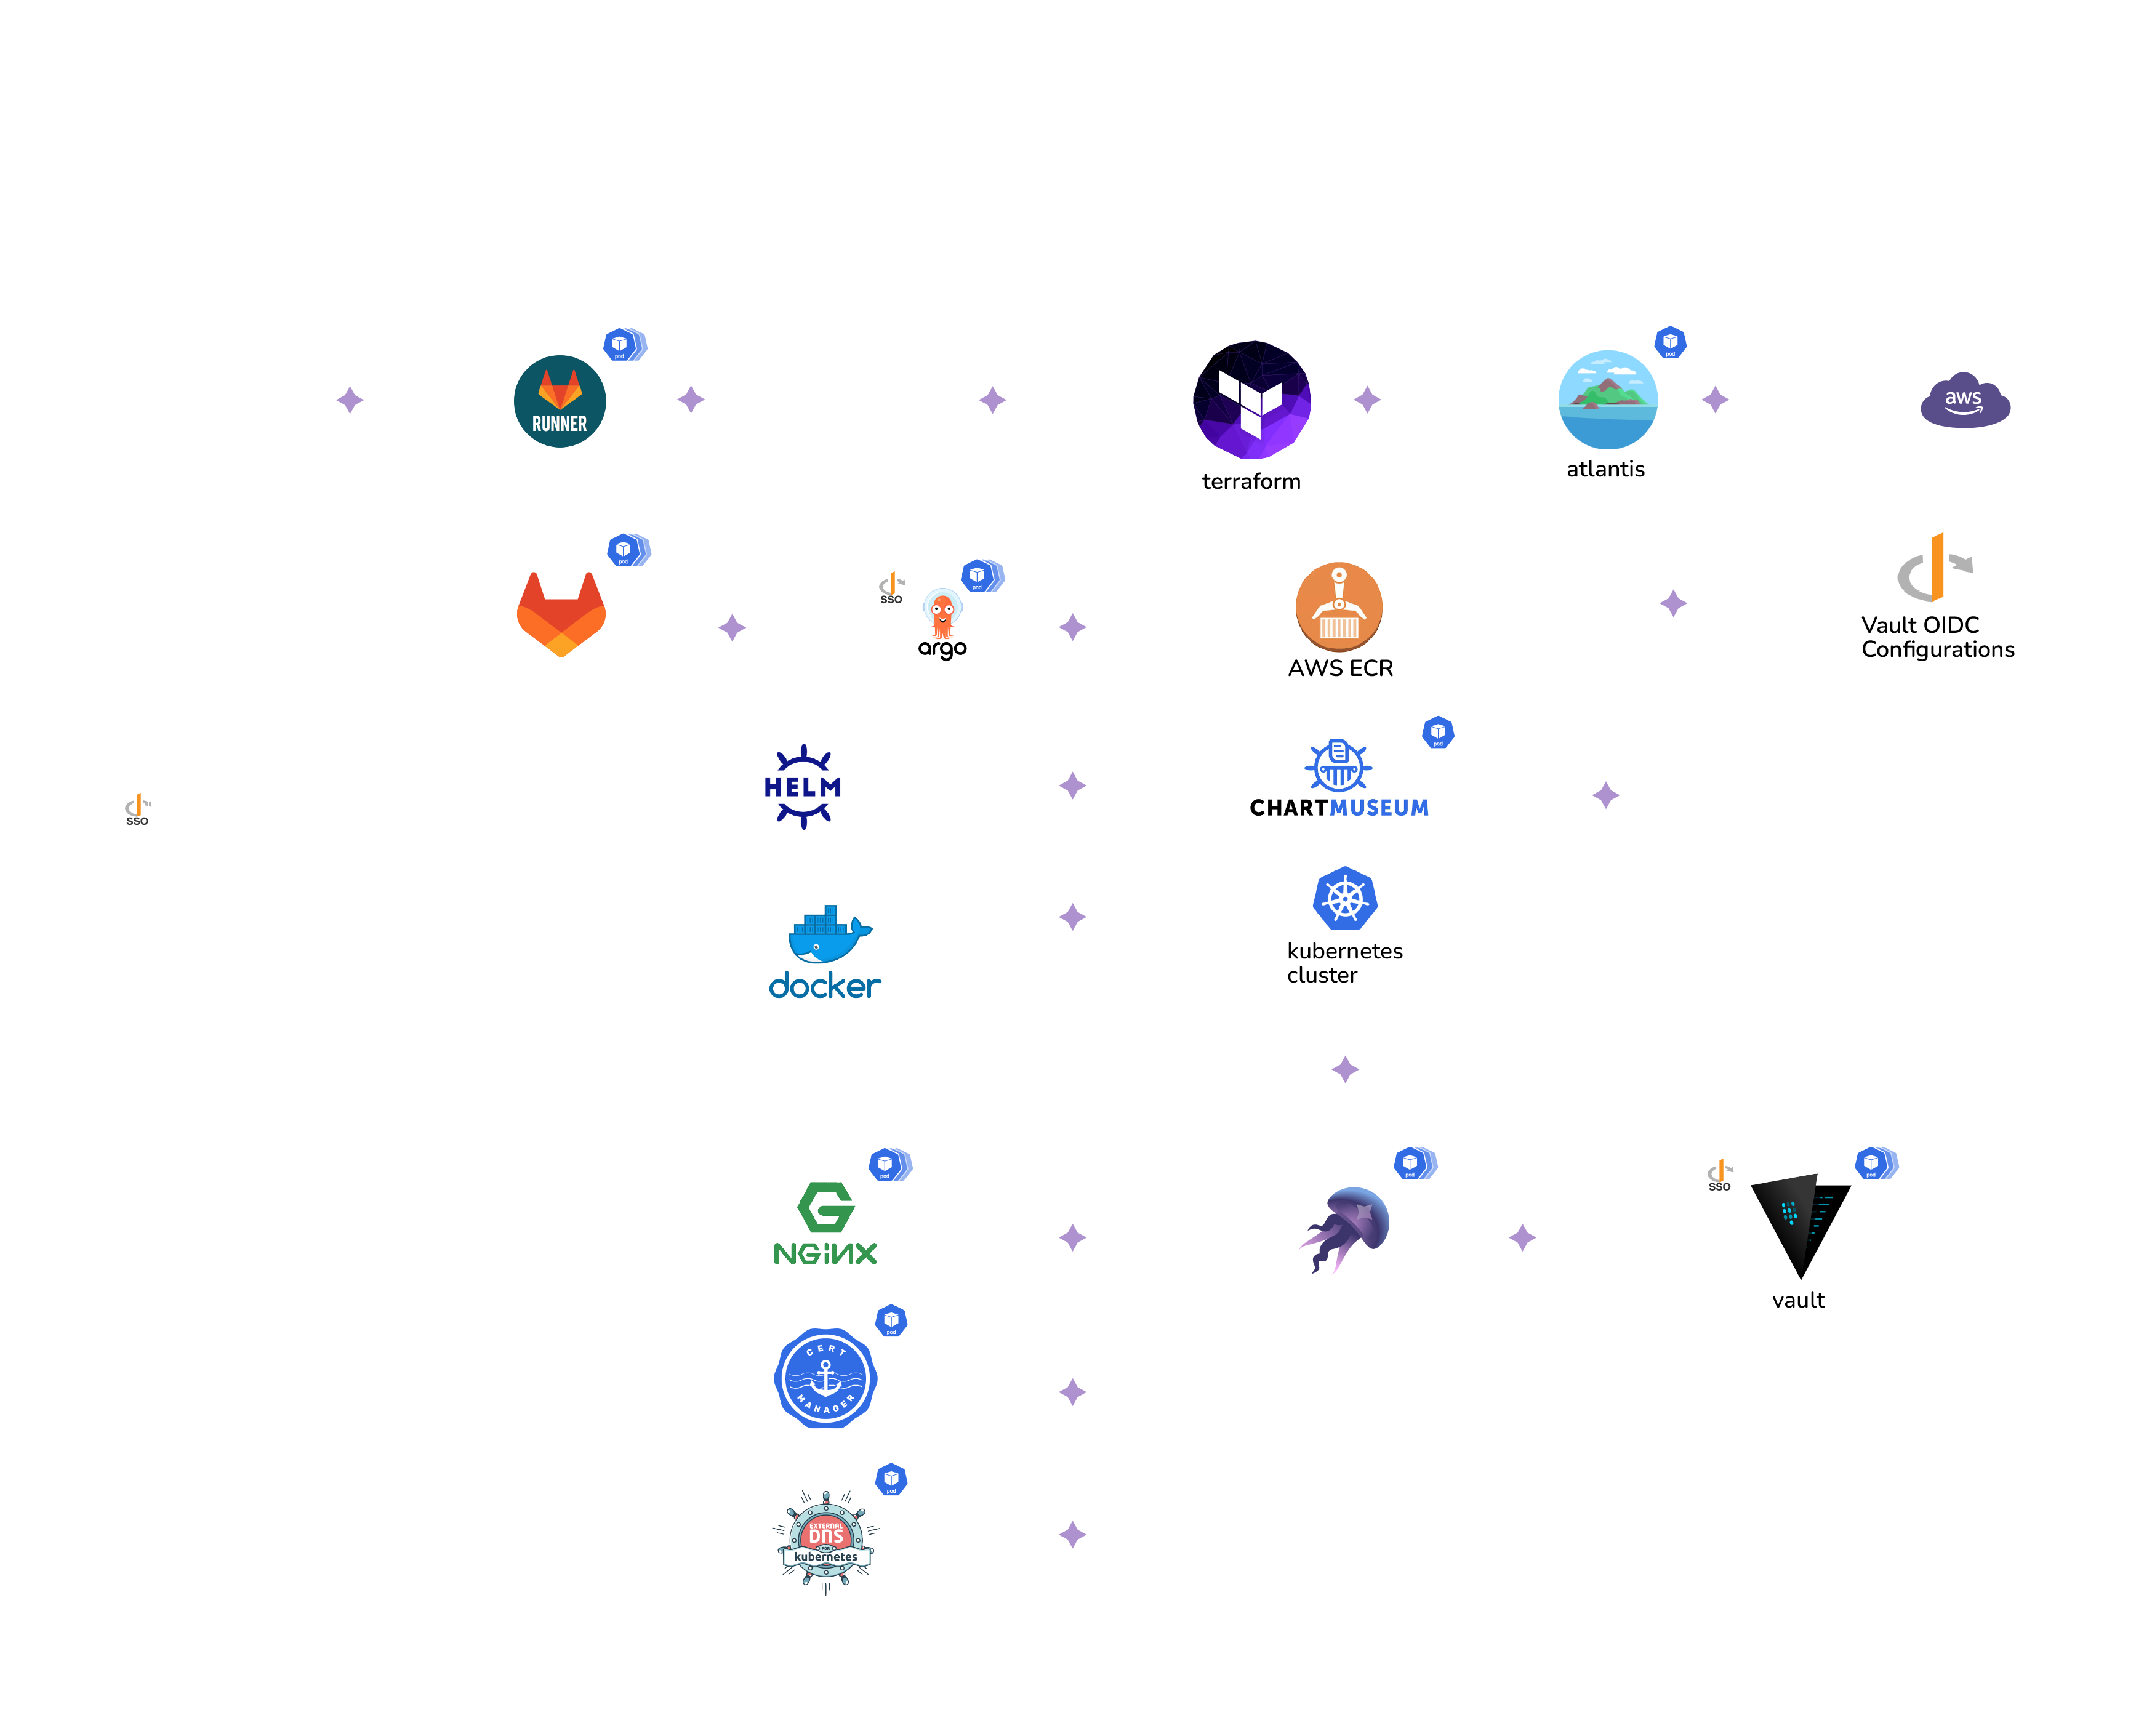 pod
pod
RUNNER
aws
terraform
atlantis
pod
pod
SSO
argo
Vault OIDC
Configurations
AWS ECR
pod
HELM
CHARTMUSEUM
SSO
kubernetes
cluster
docker
pod
pod
SSO
pod
NGINX
vault
pod
CERT
MANAGER
pod
EXTERNAL
DNS
FOR
kubernetes